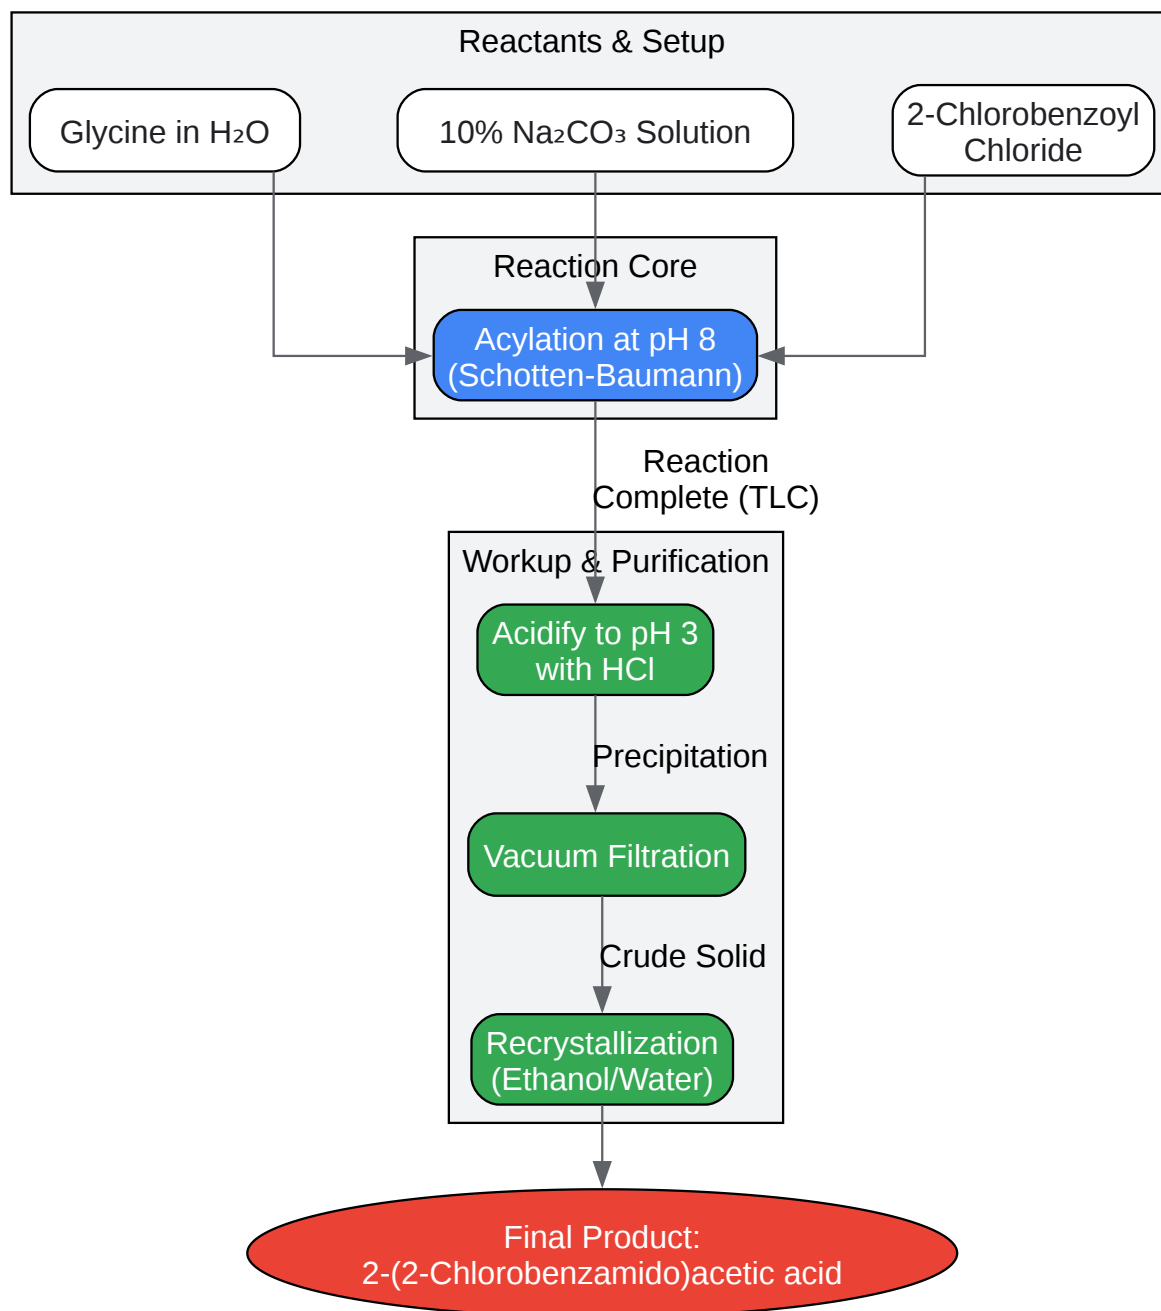 Reactants & Setup
Glycine in H₂O
10% Na₂CO₃ Solution
2-Chlorobenzoyl
Chloride
Reaction Core
Acylation at pH 8
(Schotten-Baumann)
Reaction
Complete (TLC)
Workup & Purification
Acidify to pH 3
with HCl
Precipitation
Vacuum Filtration
Crude Solid
Recrystallization
(Ethanol/Water)
Final Product:
2-(2-Chlorobenzamido)acetic acid